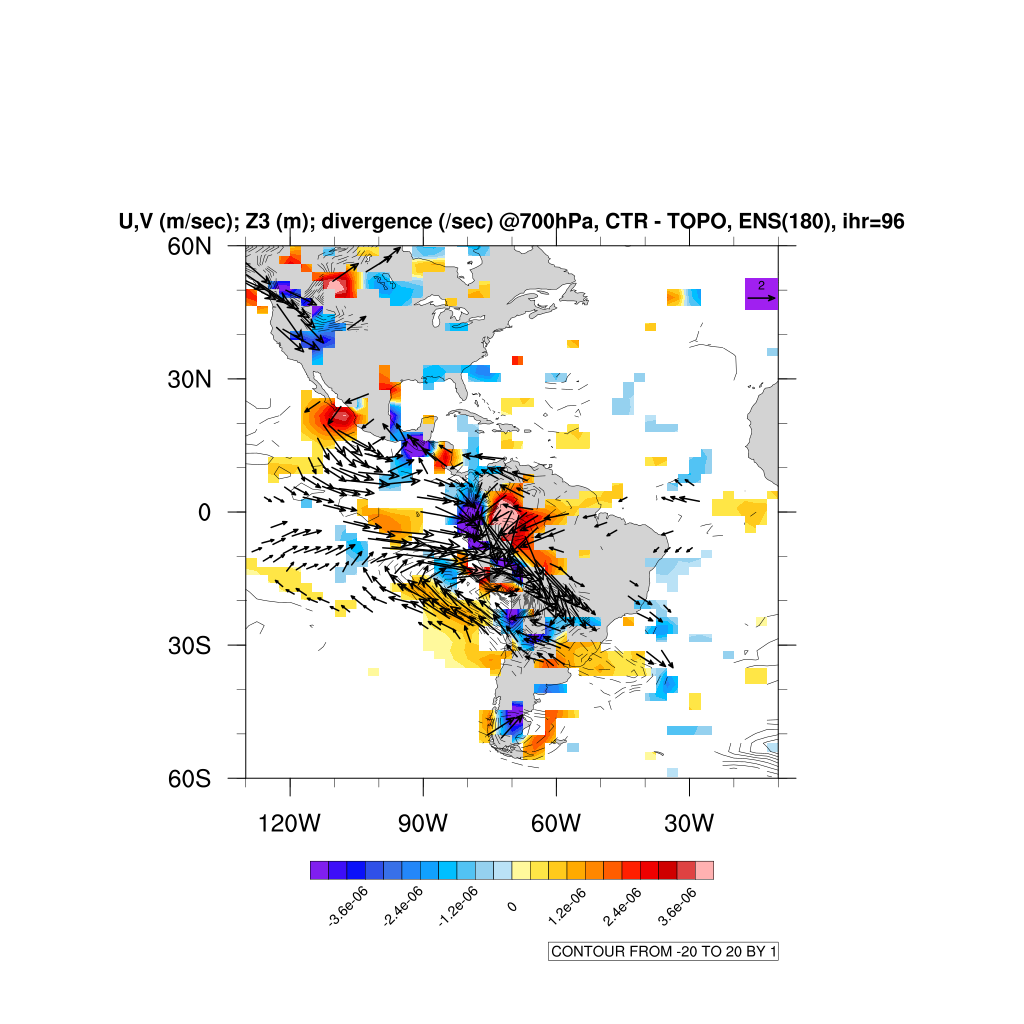 U,V (m/sec); Z3 (m); divergence (/sec) @700hPa, CTR - TOPO, ENS(180), ihr=96
60N
2
30N
0
30S
60S
120W 90W 60W 30W
-3.6e-06 -2.4e-06 -1.2e-06 0 1.2e-06 2.4e-06 3.6e-06
CONTOUR FROM -20 TO 20 BY 1